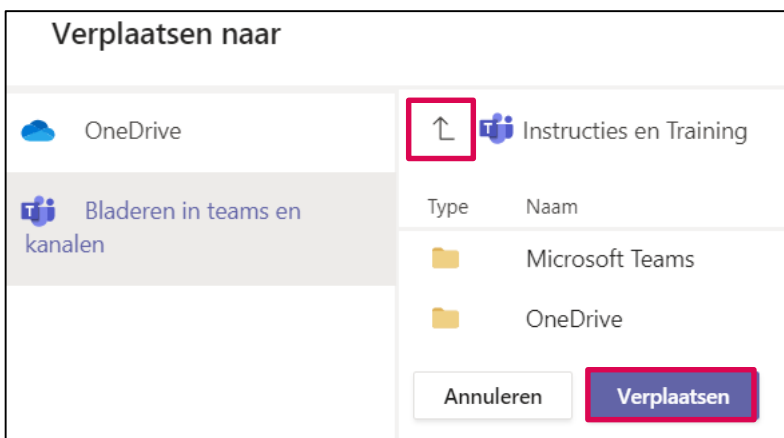 Verplaatsen naar
OneDrive
Bladeren in teams en
kanalen
Instructies en Training
Type Naam
Microsoft Teams
OneDrive
Annuleren Verplaatsen